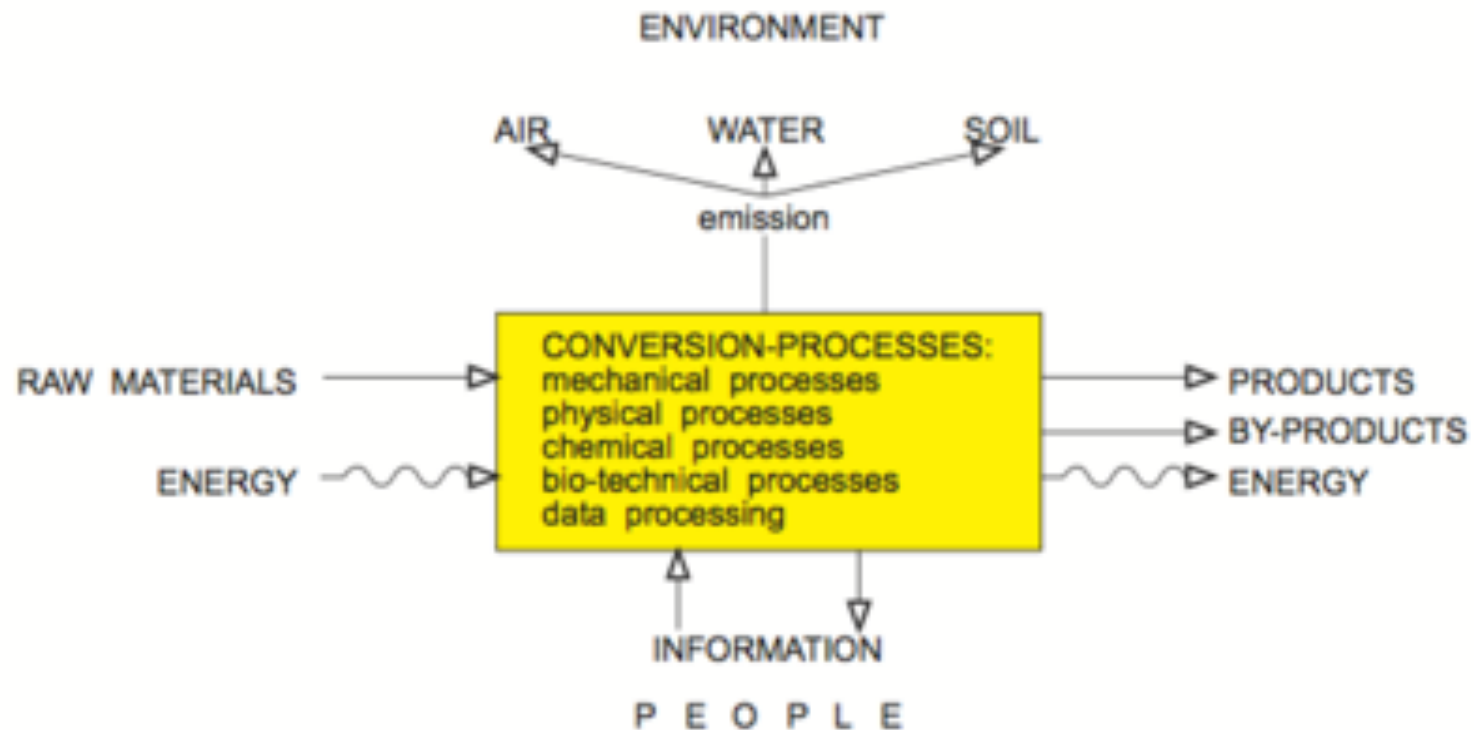 ENVIRONMENT
AIR WATER SOIL
emission
CONVERSION-PROCESSES:
RAW MATERIALS mechanical processes PRODUCTS
physical processes
BY-PRODUCTS
chemical processes
ENERGY bio-technical processes ENERGY
data processing
INFORMATION
P E O P L E